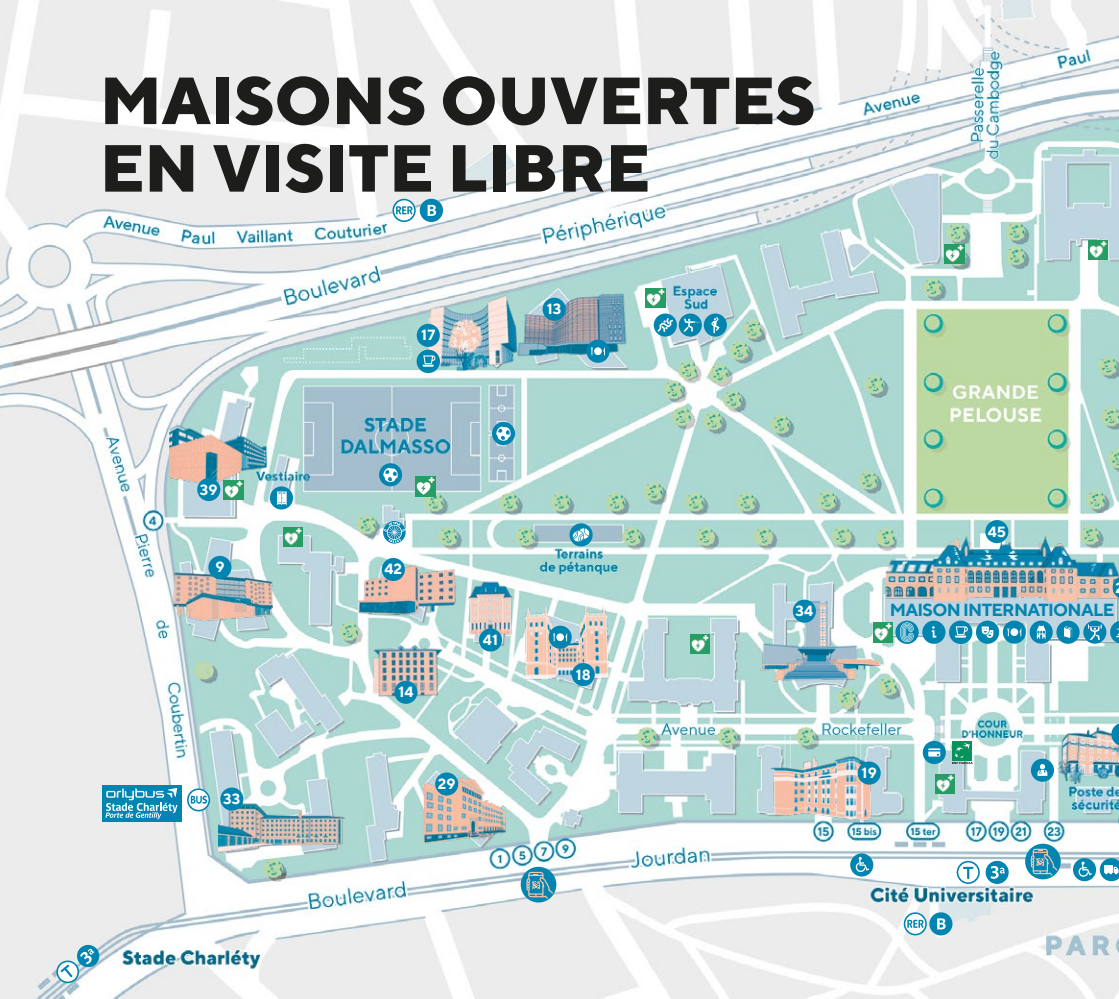 MAISONS OUVERTES
EN VISITE LIBRE
Paul
Avenue
Passerelle
du Cambodge
RER B
Avenue Paul Vaillant Couturier
Périphérique
Boulevard
Espace
Sud
13
17
GRANDE
PELOUSE
STADE
DALMASSO
Vestiaire
39
4
Avenue Pierre de Coubertin
45
Terrains
de pétanque
9
42
34
MAISON INTERNATIONALE
i
41
18
14
Avenue Rockefeller
COUR
D'HONNEUR
BNP PARIBAS
19
29
33
orlybus
Stade Charléty
Porte de Gentilly
BUS
Poste de
sécurité
15
15 bis
15 ter
17
19
21
23
1
5
7
9
Boulevard Jourdan
T 3a
Cité Universitaire
RER B
PARC
T 3a
Stade Charléty